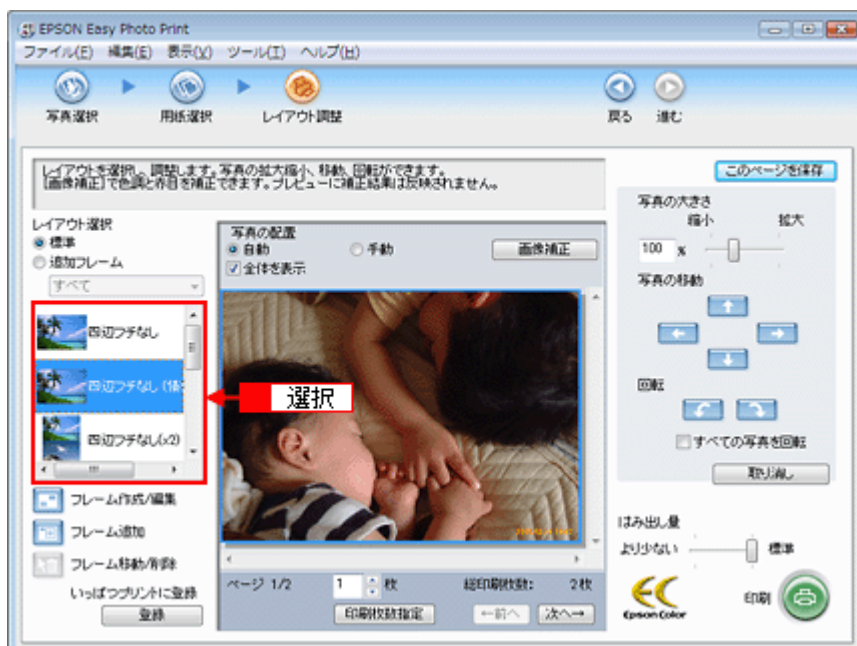 EPSON Easy Photo Print
ファイル(F) 編集(E) 表示(V) ツール(T) ヘルプ(H)
写真選択 用紙選択 レイアウト調整 戻る 進む
レイアウトを選択し、調整します。写真の拡大縮小、移動、回転ができます。
[画像補正]で色調と赤目を補正できます。プレビューに補正結果は反映されません。
このページを保存
レイアウト選択
標準
追加フレーム
すべて
四辺フチなし
四辺フチなし
四辺フチなし(x2)
選択
フレーム作成/編集
フレーム追加
フレーム移動/削除
いっぱつプリントに登録
登録
写真の配置
自動 手動 画像補正
全体を表示
ページ 1/2 1 枚 総印刷枚数: 2枚
印刷枚数指定 ←前へ 次へ→
写真の大きさ
縮小 拡大
100 %
写真の移動
回転
すべての写真を回転
取り消し
はみ出し量
より少ない 標準
Epson Color
印刷